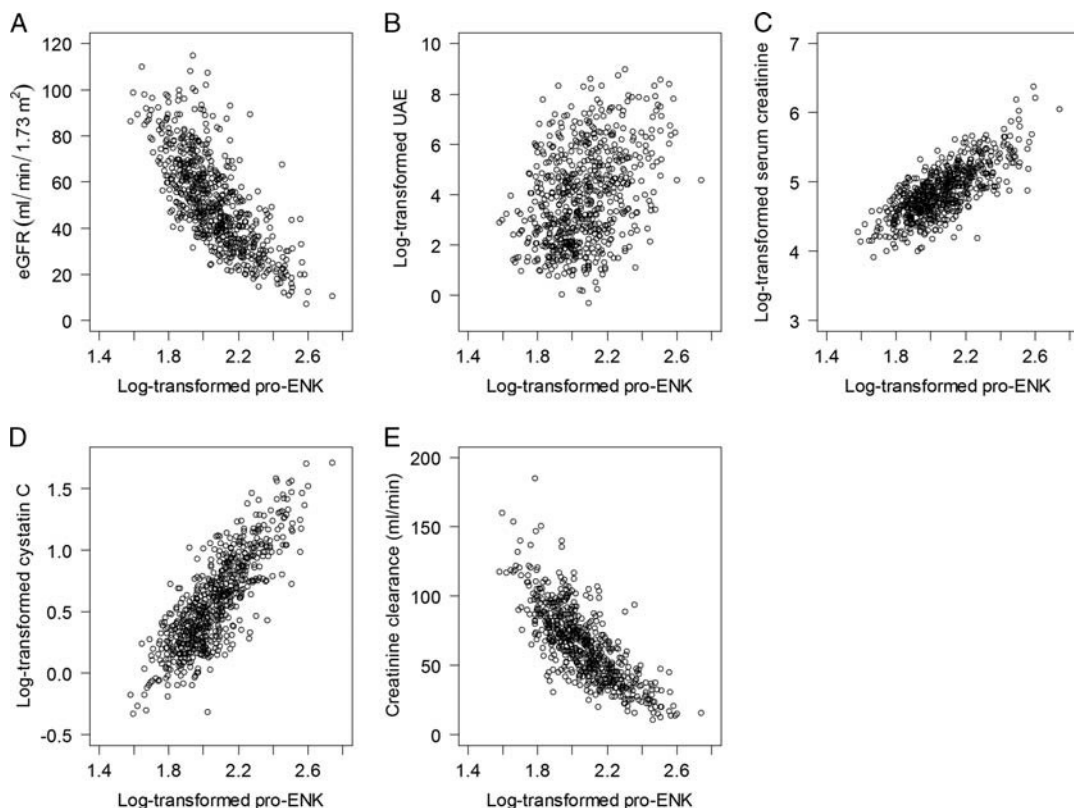 A
eGFR (ml/min/1.73 m²)
120
100
80
60
40
20
0
1.4 1.8 2.2 2.6
Log-transformed pro-ENK
B
Log-transformed UAE
10
8
6
4
2
0
1.4 1.8 2.2 2.6
Log-transformed pro-ENK
C
Log-transformed serum creatinine
7
6
5
4
3
1.4 1.8 2.2 2.6
Log-transformed pro-ENK
D
Log-transformed cystatin C
1.5
1.0
0.5
0.0
-0.5
1.4 1.8 2.2 2.6
Log-transformed pro-ENK
E
Creatinine clearance (ml/min)
200
150
100
50
0
1.4 1.8 2.2 2.6
Log-transformed pro-ENK